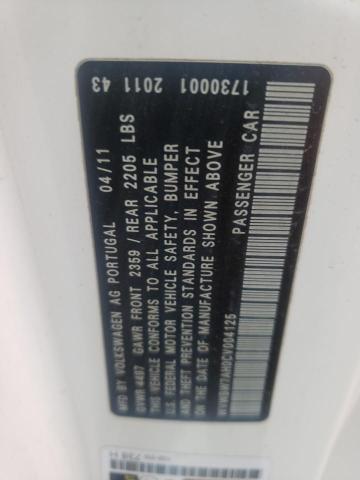 1730001 2011 43
MFD. BY VOLKSWAGEN AG PORTUGAL 04/11
GVWR 4497 GAWR FRONT 2359 / REAR 2205 LBS
THIS VEHICLE CONFORMS TO ALL APPLICABLE
U.S. FEDERAL MOTOR VEHICLE SAFETY, BUMPER
AND THEFT PREVENTION STANDARDS IN EFFECT
ON THE DATE OF MANUFACTURE SHOWN ABOVE
PASSENGER CAR